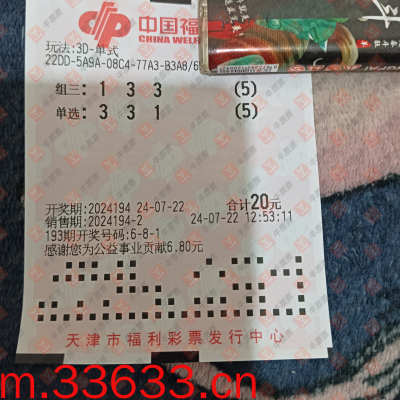 中国福
CHINA WELF
玩法:3D-单式
22DD-5A9A-08C4-77A3-B3A8/6
组三: 1 3 3 (5)
单选: 3 3 1 (5)
开奖期:2024194 24-07-22 合计20元
销售期:2024194-2 24-07-22 12:53:11
193期开奖号码:6-8-1
感谢您为公益事业贡献6.80元
天津市福利彩票发行中心
m.33633.cn